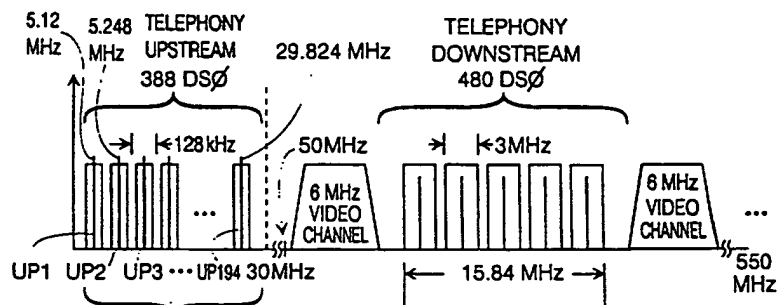 5.12 MHz
5.248 MHz
TELEPHONY UPSTREAM 388 DSØ
29.824 MHz
TELEPHONY DOWNSTREAM 480 DSØ
128kHz
50MHz
3MHz
6 MHz VIDEO CHANNEL
6 MHz VIDEO CHANNEL
...
...
UP1 UP2 UP3 ••• UP194 30MHz
15.84 MHz
550 MHz